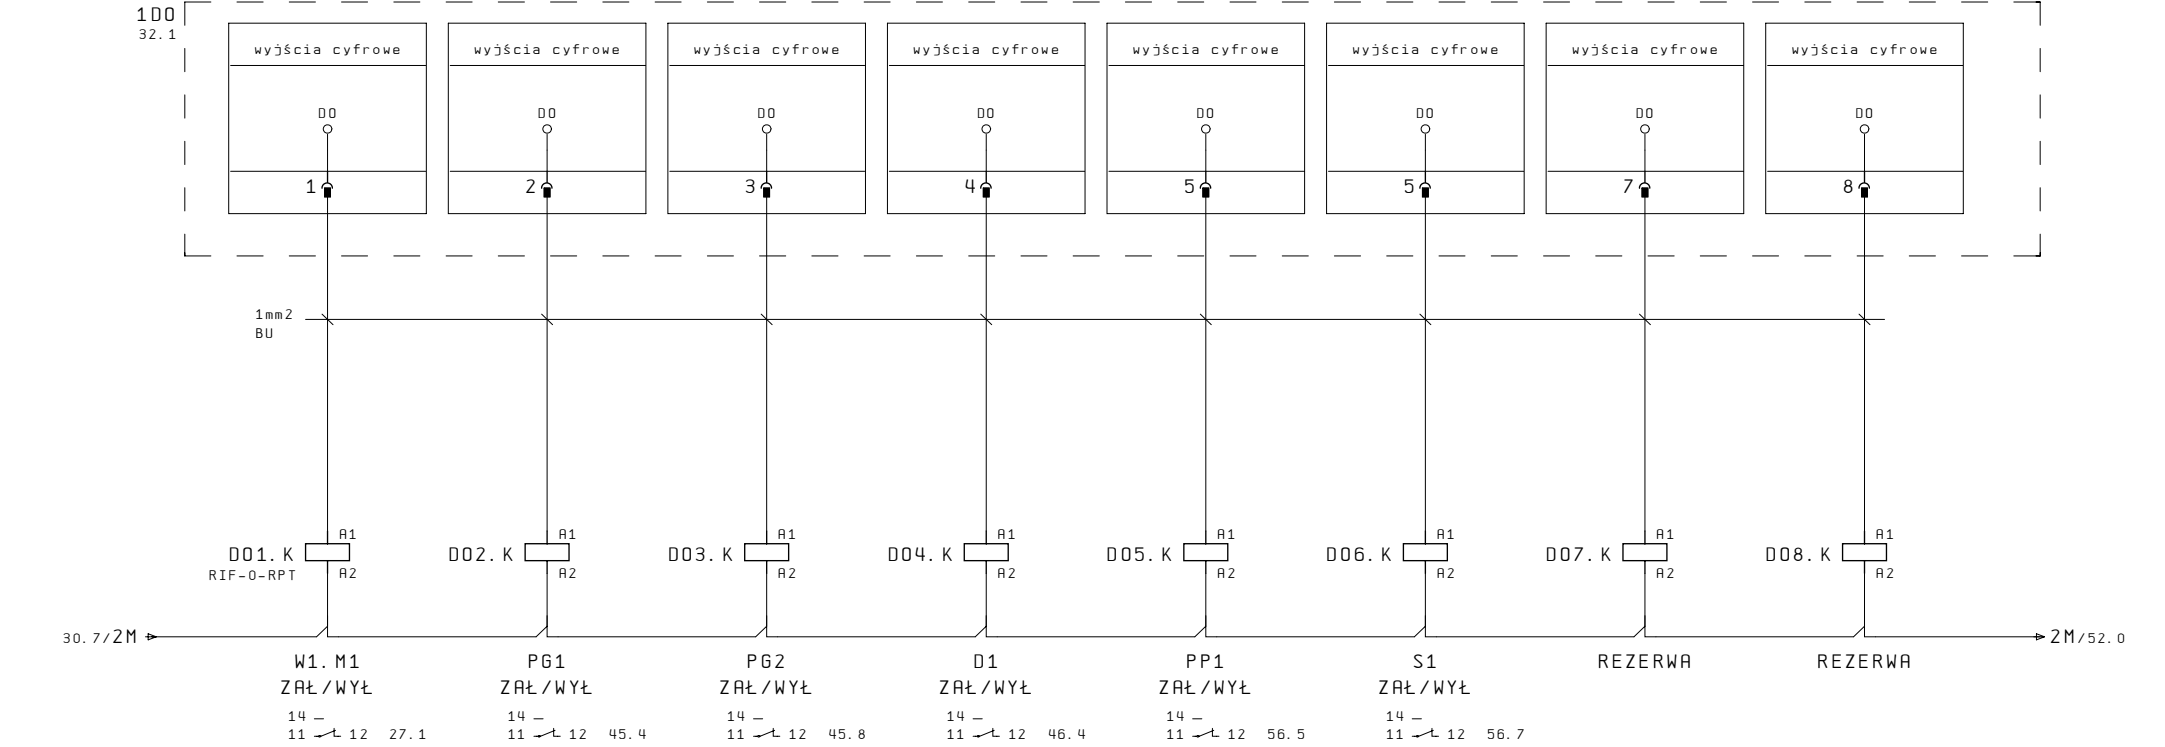 1DO
32.1
wyjścia cyfrowe wyjścia cyfrowe wyjścia cyfrowe wyjścia cyfrowe wyjścia cyfrowe wyjścia cyfrowe wyjścia cyfrowe wyjścia cyfrowe
DO DO DO DO DO DO DO DO
1 2 3 4 5 5 7 8
1mm2
BU
A1 A1 A1 A1 A1 A1 A1 A1
DO1.K DO2.K DO3.K DO4.K DO5.K DO6.K DO7.K DO8.K
RIF-O-RPT A2 A2 A2 A2 A2 A2 A2 A2
30.7/2M 2M/52.0
W1.M1 PG1 PG2 D1 PP1 S1 REZERWA REZERWA
ZAŁ/WYŁ ZAŁ/WYŁ ZAŁ/WYŁ ZAŁ/WYŁ ZAŁ/WYŁ ZAŁ/WYŁ
14 14 14 14 14 14
11 12 27.1 11 12 45.4 11 12 45.8 11 12 46.4 11 12 56.5 11 12 56.7